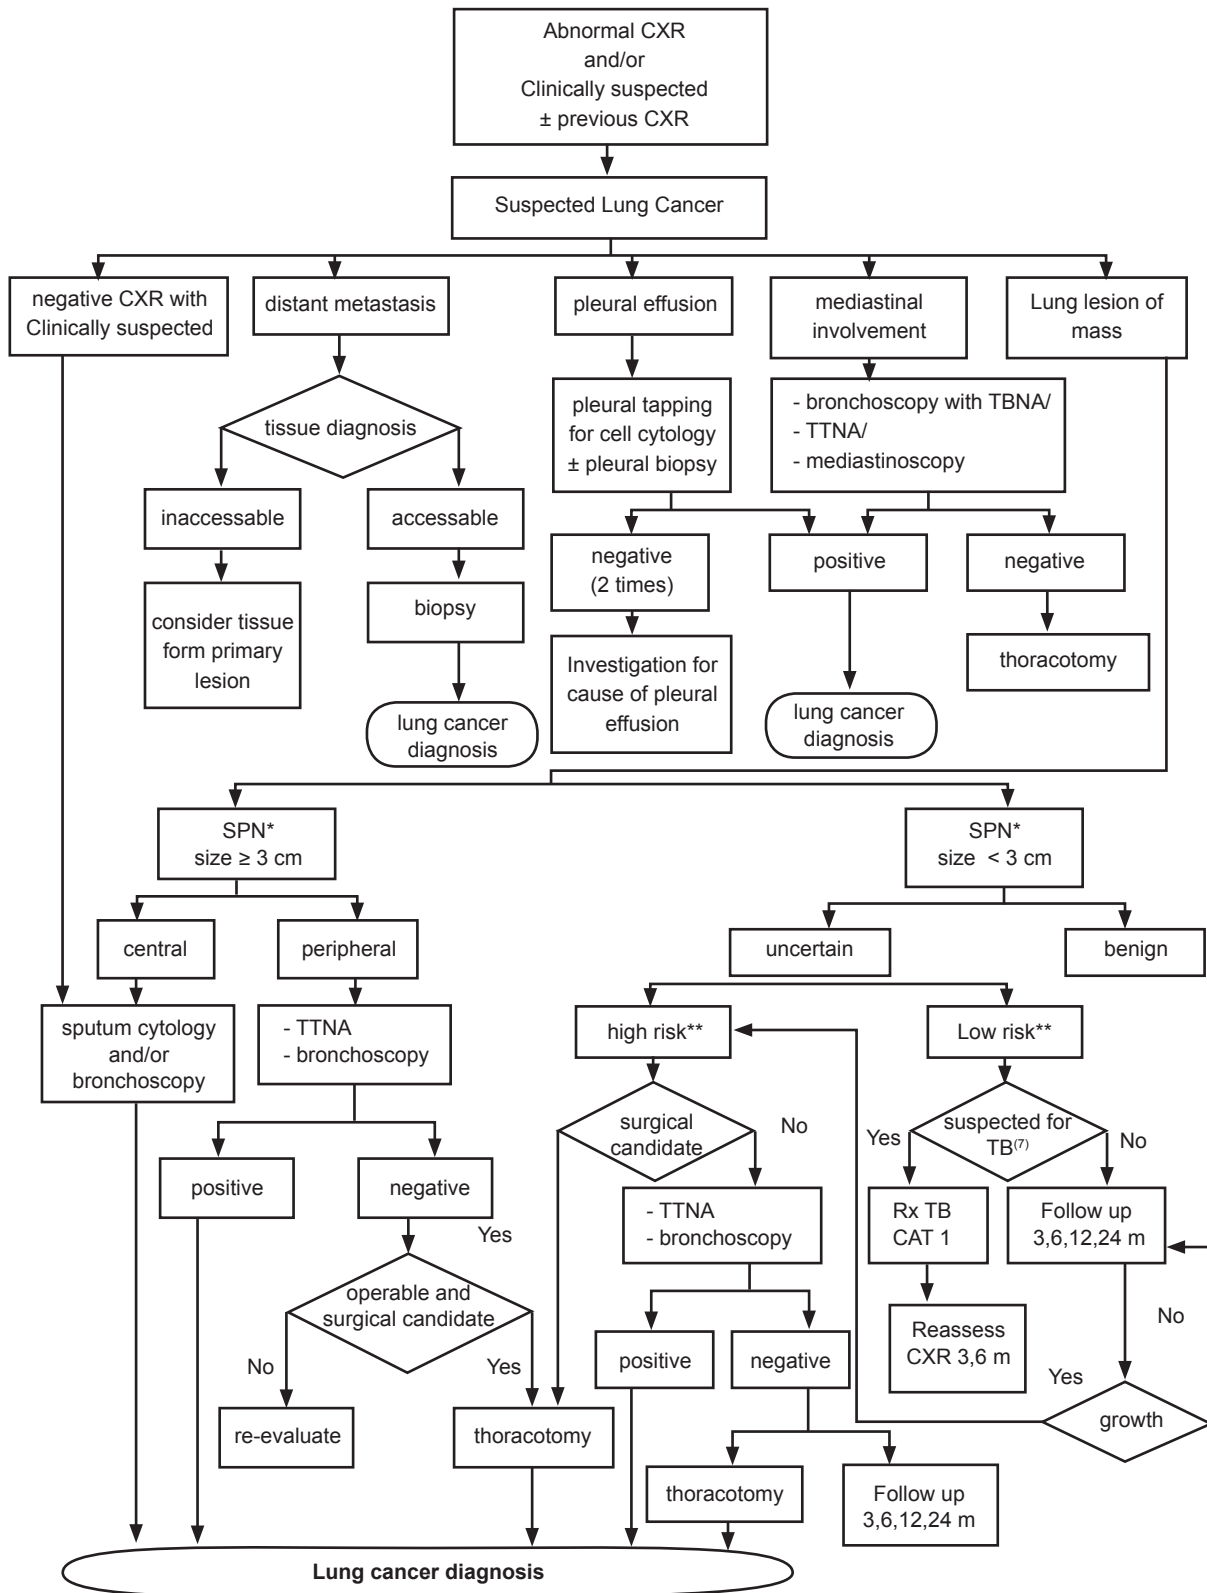 Abnormal CXR
and/or
Clinically suspected
± previous CXR
Suspected Lung Cancer
negative CXR with
Clinically suspected
distant metastasis
pleural effusion
mediastinal
involvement
Lung lesion of
mass
tissue diagnosis
pleural tapping
for cell cytology
± pleural biopsy
- bronchoscopy with TBNA/
- TTNA/
- mediastinoscopy
inaccessable
accessable
negative
(2 times)
positive
negative
consider tissue
form primary
lesion
biopsy
Investigation for
cause of pleural
effusion
thoracotomy
lung cancer
diagnosis
lung cancer
diagnosis
SPN*
size ≥ 3 cm
SPN*
size < 3 cm
central
peripheral
uncertain
benign
sputum cytology
and/or
bronchoscopy
- TTNA
- bronchoscopy
high risk**
Low risk**
surgical
candidate
No
Yes
suspected for
TB(7)
No
positive
negative
Yes
- TTNA
- bronchoscopy
Rx TB
CAT 1
Follow up
3,6,12,24 m
operable and
surgical candidate
No
Yes
positive
negative
Reassess
CXR 3,6 m
No
Yes
growth
re-evaluate
thoracotomy
thoracotomy
Follow up
3,6,12,24 m
Lung cancer diagnosis